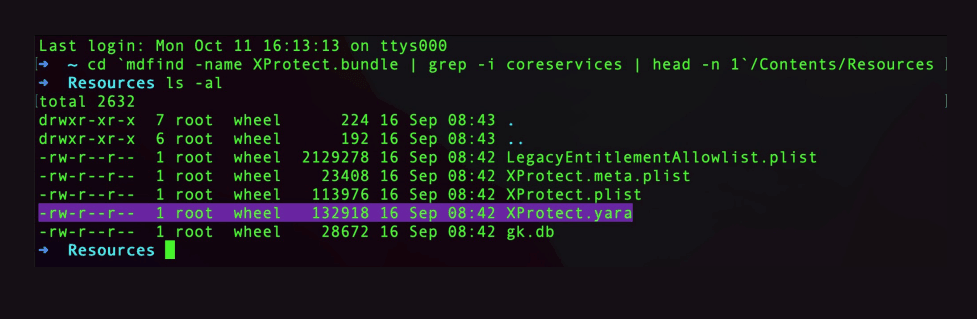 Last login: Mon Oct 11 16:13:13 on ttys000
➜  ~ cd `mdfind -name XProtect.bundle | grep -i coreservices | head -n 1`/Contents/Resources
➜  Resources ls -al
total 2632
drwxr-xr-x  7 root  wheel      224 16 Sep 08:43 .
drwxr-xr-x  6 root  wheel      192 16 Sep 08:43 ..
-rw-r--r--  1 root  wheel  2129278 16 Sep 08:42 LegacyEntitlementAllowlist.plist
-rw-r--r--  1 root  wheel    23408 16 Sep 08:42 XProtect.meta.plist
-rw-r--r--  1 root  wheel   113976 16 Sep 08:42 XProtect.plist
-rw-r--r--  1 root  wheel   132918 16 Sep 08:42 XProtect.yara
-rw-r--r--  1 root  wheel    28672 16 Sep 08:42 gk.db
➜  Resources